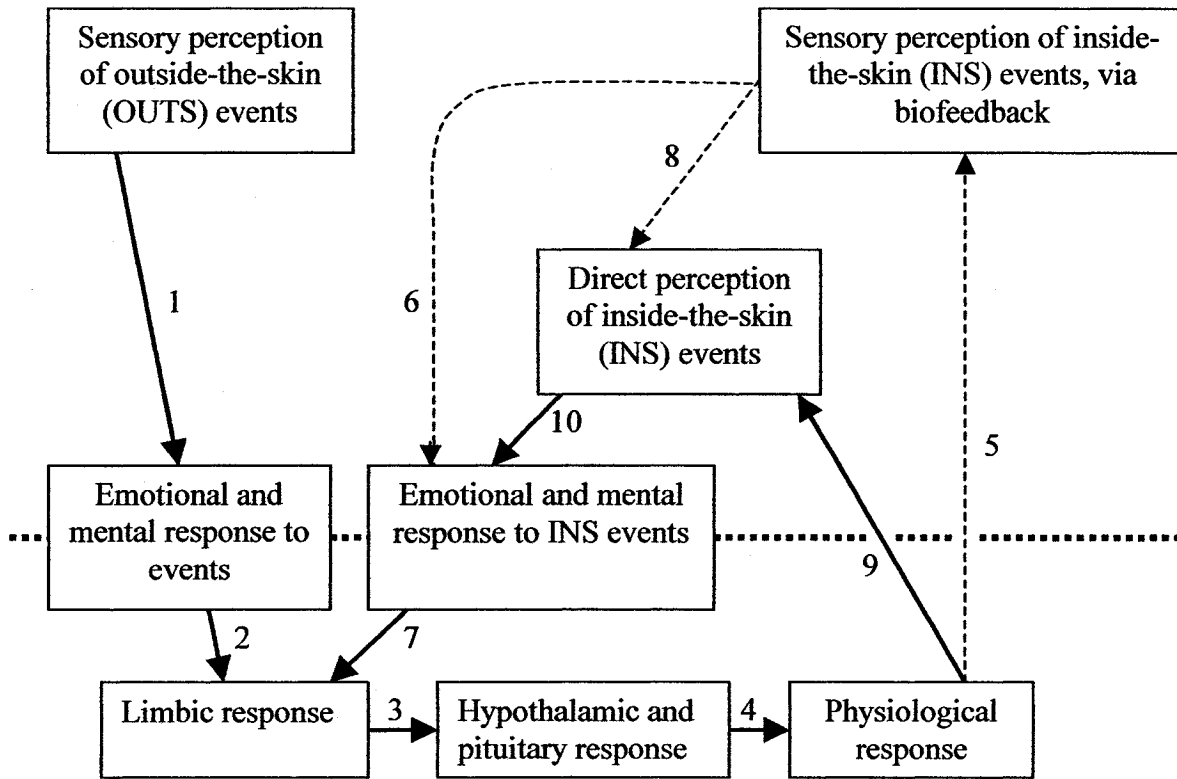 Sensory perception
of outside-the-skin
(OUTS) events
Sensory perception of inside-
the-skin (INS) events, via
biofeedback
8
1
6
Direct perception
of inside-the-skin
(INS) events
10
5
Emotional and
mental response to
events
Emotional and mental
response to INS events
9
2
7
Limbic response
3
Hypothalamic and
pituitary response
4
Physiological
response